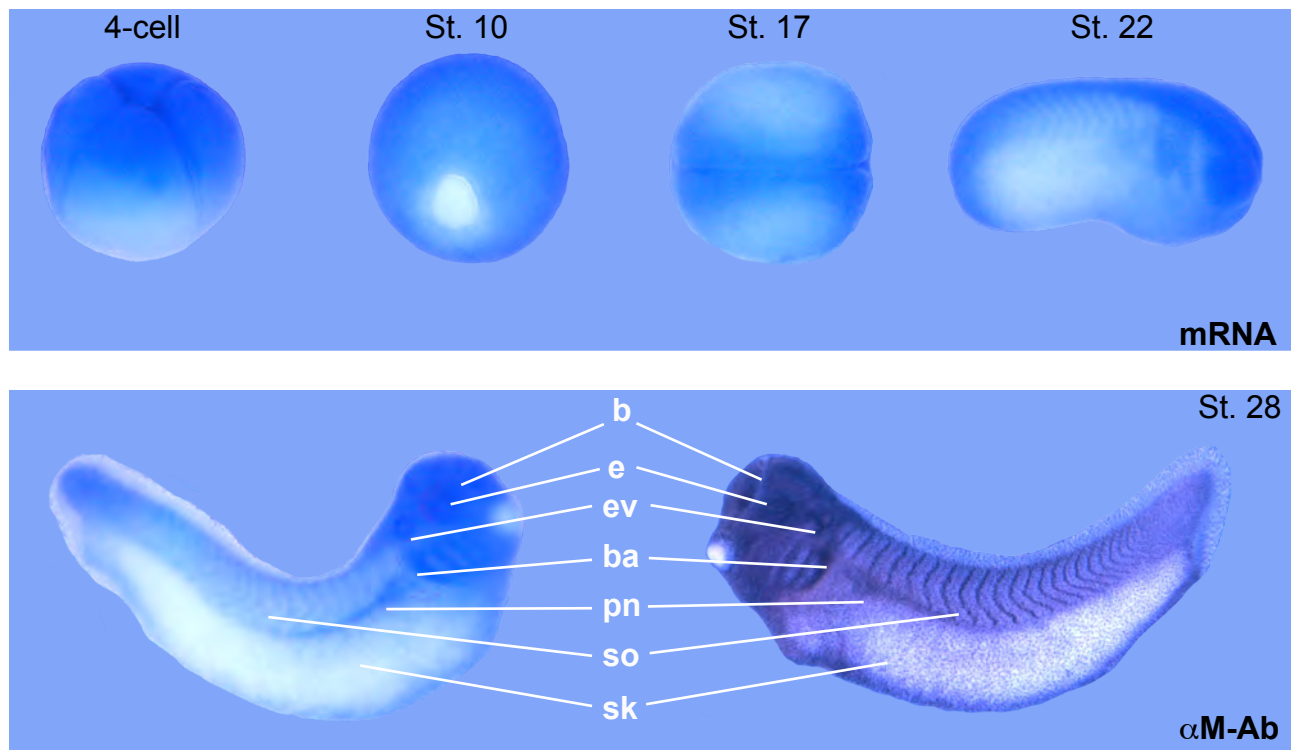 4-cell St. 10 St. 17 St. 22
mRNA
St. 28
b
e
ev
ba
pn
so
sk
αM-Ab